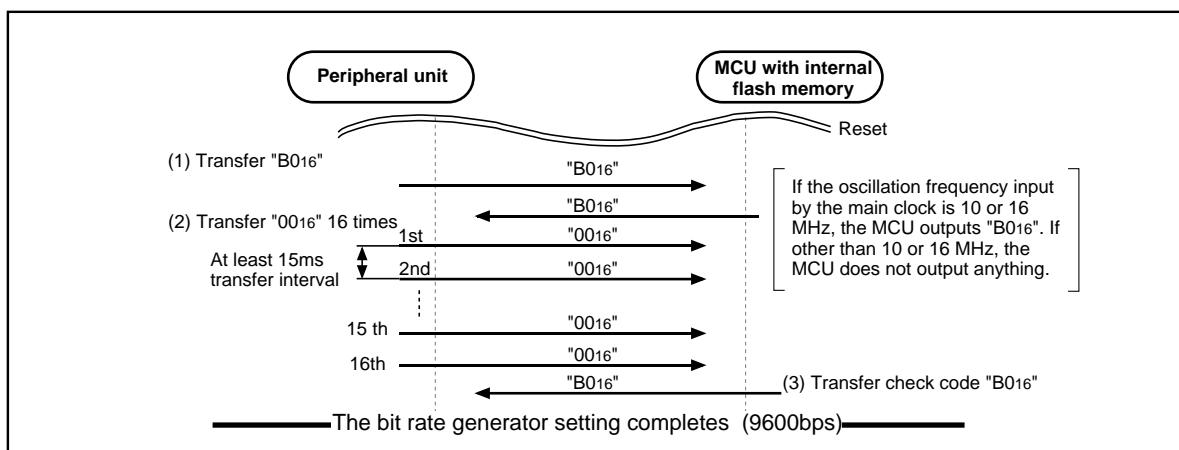 Peripheral unit
MCU with internal
flash memory
Reset
(1) Transfer "B016"
"B016"
"B016"
If the oscillation frequency input
by the main clock is 10 or 16
MHz, the MCU outputs "B016". If
other than 10 or 16 MHz, the
MCU does not output anything.
(2) Transfer "0016" 16 times
1st
"0016"
At least 15ms
transfer interval
2nd
"0016"
15 th
"0016"
16th
"0016"
"B016"
(3) Transfer check code "B016"
The bit rate generator setting completes (9600bps)